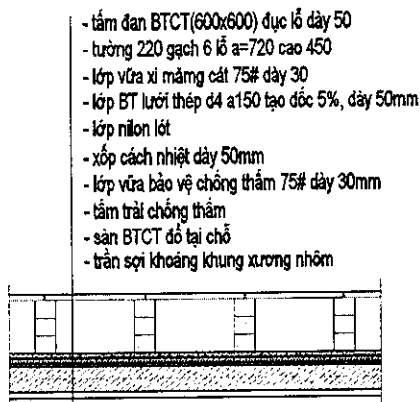 - tấm đan BTCT(600x600) đục lỗ dày 50
- tường 220 gạch 6 lỗ a=720 cao 450
- lớp vữa xi măng cát 75# dày 30
- lớp BT lưới thép d4 a150 tạo dốc 5%, dày 50mm
- lớp nilon lót
- xốp cách nhiệt dày 50mm
- lớp vữa bảo vệ chống thấm 75# dày 30mm
- tấm trải chống thấm
- sàn BTCT đổ tại chỗ
- trần sợi khoáng khung xương nhôm